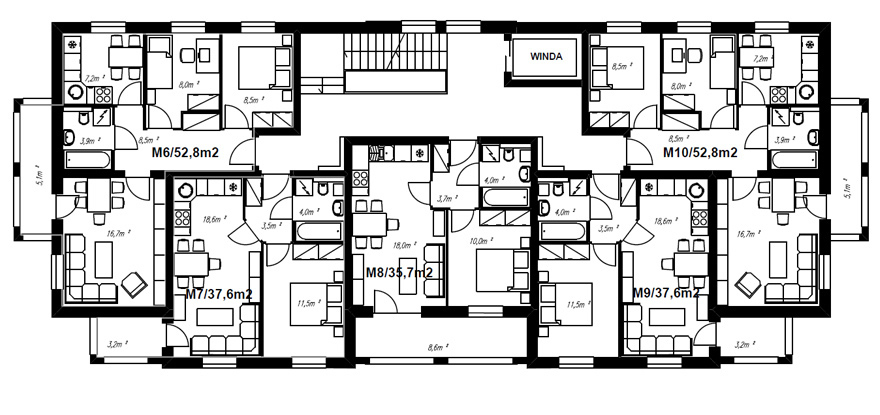 WINDA
7,2m²
8,0m²
8,5m²
8,5m²
8,0m²
7,2m²
3,9m²
8,5m²
M6/52,8m2
8,5m²
M10/52,8m2
3,9m²
5,1m²
5,1m²
16,7m²
18,6m²
3,5m²
4,0m²
3,7m²
4,0m²
4,0m²
3,5m²
18,6m²
16,7m²
18,0m²
10,0m²
M8/35,7m2
M7/37,6m2
11,5m²
11,5m²
M9/37,6m2
3,2m²
8,6m²
3,2m²